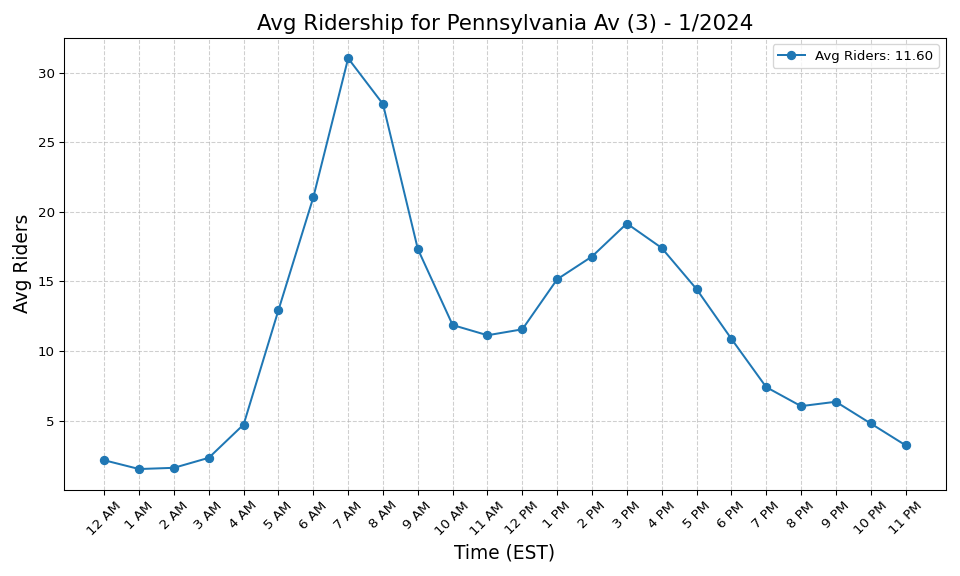 Avg Ridership for Pennsylvania Av (3) - 1/2024
Avg Riders: 11.60
Avg Riders
30
25
20
15
10
5
12 AM
1 AM
2 AM
3 AM
4 AM
5 AM
6 AM
7 AM
8 AM
9 AM
10 AM
11 AM
12 PM
1 PM
2 PM
3 PM
4 PM
5 PM
6 PM
7 PM
8 PM
9 PM
10 PM
11 PM
Time (EST)